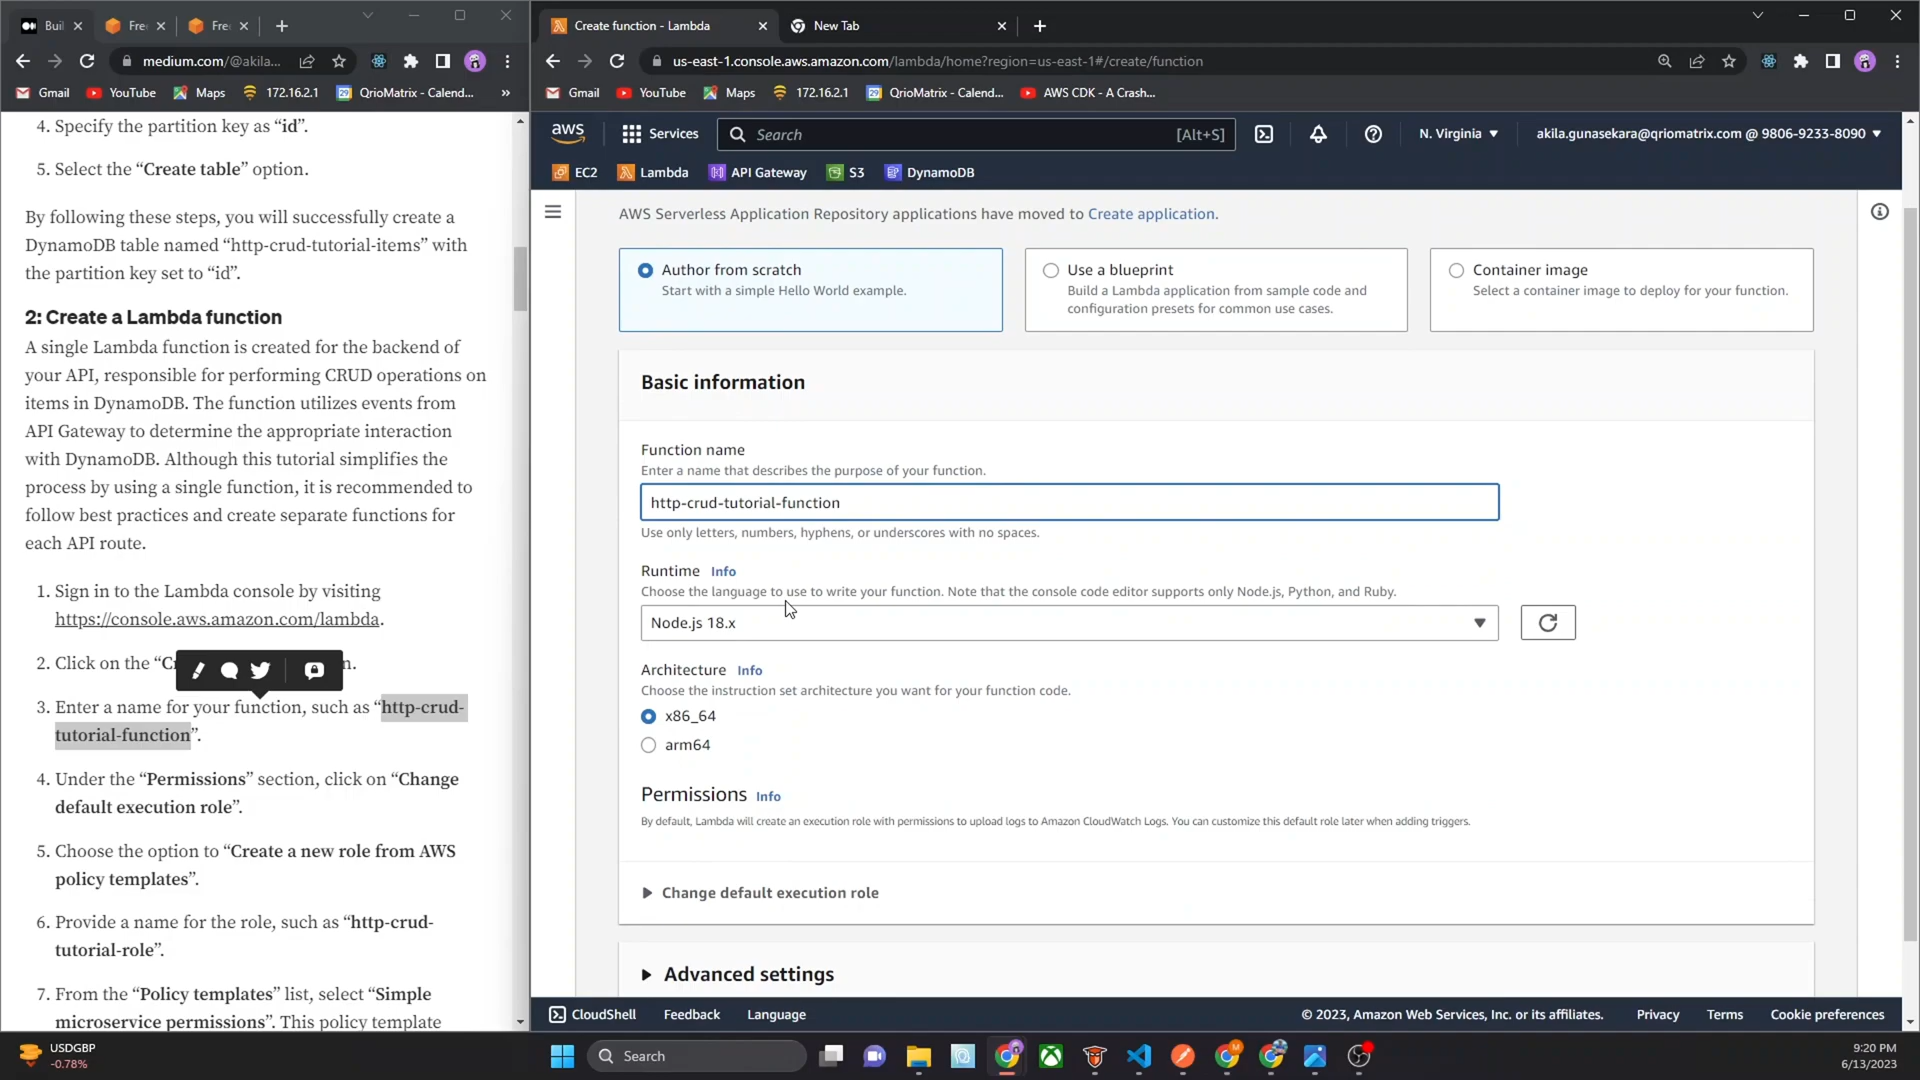 Buil
Free
Free
medium.com/@akila...
Gmail
YouTube
Maps
172.16.2.1
QrioMatrix - Calend...
»
4. Specify the partition key as “id”.
5. Select the “Create table” option.
By following these steps, you will successfully create a
DynamoDB table named “http-crud-tutorial-items” with
the partition key set to “id”.
2: Create a Lambda function
A single Lambda function is created for the backend of
your API, responsible for performing CRUD operations on
items in DynamoDB. The function utilizes events from
API Gateway to determine the appropriate interaction
with DynamoDB. Although this tutorial simplifies the
process by using a single function, it is recommended to
follow best practices and create separate functions for
each API route.
1. Sign in to the Lambda console by visiting
https://console.aws.amazon.com/lambda.
2. Click on the “Cr n.
3. Enter a name for your function, such as “http-crud-
tutorial-function”.
4. Under the “Permissions” section, click on “Change
default execution role”.
5. Choose the option to “Create a new role from AWS
policy templates”.
6. Provide a name for the role, such as “http-crud-
tutorial-role”.
7. From the “Policy templates” list, select “Simple
microservice permissions”. This policy template
Create function - Lambda
New Tab
us-east-1.console.aws.amazon.com/lambda/home?region=us-east-1#/create/function
Gmail
YouTube
Maps
172.16.2.1
QrioMatrix - Calend...
AWS CDK - A Crash...
aws
Services
Search
[Alt+S]
N. Virginia
akila.gunasekara@qriomatrix.com @ 9806-9233-8090
EC2
Lambda
API Gateway
S3
DynamoDB
AWS Serverless Application Repository applications have moved to Create application.
Author from scratch
Start with a simple Hello World example.
Use a blueprint
Build a Lambda application from sample code and
configuration presets for common use cases.
Container image
Select a container image to deploy for your function.
Basic information
Function name
Enter a name that describes the purpose of your function.
http-crud-tutorial-function
Use only letters, numbers, hyphens, or underscores with no spaces.
Runtime Info
Choose the language to use to write your function. Note that the console code editor supports only Node.js, Python, and Ruby.
Node.js 18.x
Architecture Info
Choose the instruction set architecture you want for your function code.
x86_64
arm64
Permissions Info
By default, Lambda will create an execution role with permissions to upload logs to Amazon CloudWatch Logs. You can customize this default role later when adding triggers.
Change default execution role
Advanced settings
CloudShell
Feedback
Language
© 2023, Amazon Web Services, Inc. or its affiliates.
Privacy
Terms
Cookie preferences
USDGBP
-0.78%
Search
9:20 PM
6/13/2023